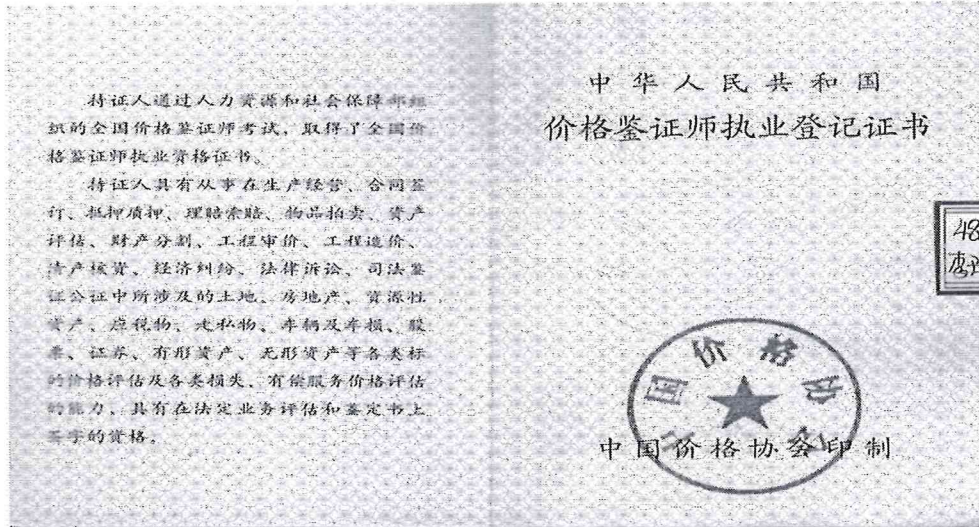 持证人通过人力资源和社会保障部组
织的全国价格鉴证师考试，取得了全国价
格鉴证师执业资格证书。
持证人具有从事在生产经营、合同签
订、抵押质押、理赔索赔、物品拍卖、资产
评估、财产分割、工程审价、工程造价、
清产核资、经济纠纷、法律诉讼、司法鉴
证公证中所涉及的土地、房地产、资源性
资产、应税物、走私物、车辆及车损、股
票、证券、有形资产、无形资产等各类标
的价格评估及各类损失、有偿服务价格评估
的能力，具有在法定业务评估和鉴定书上
签字的资格。
中华人民共和国
价格鉴证师执业登记证书
中国价格协会
中国价格协会印制
48